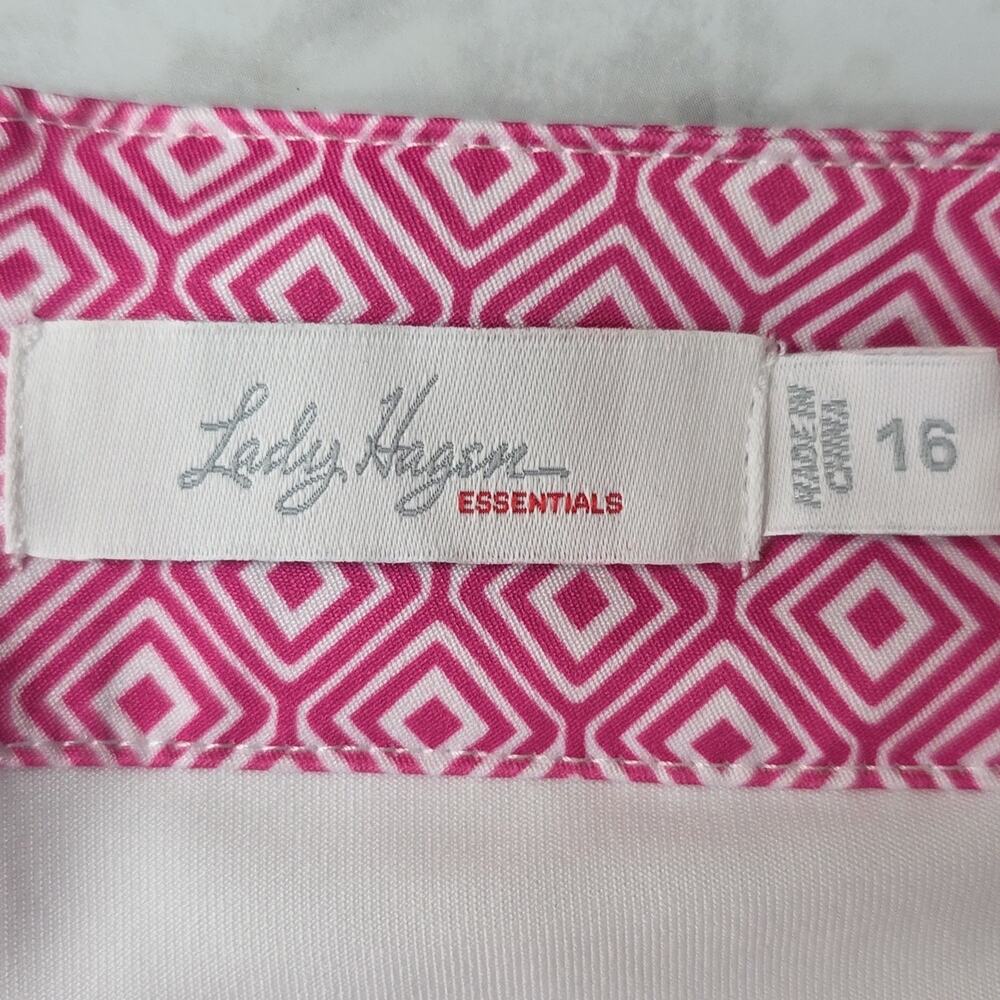 Lady Hagen
ESSENTIALS
MADE IN
CHINA
16